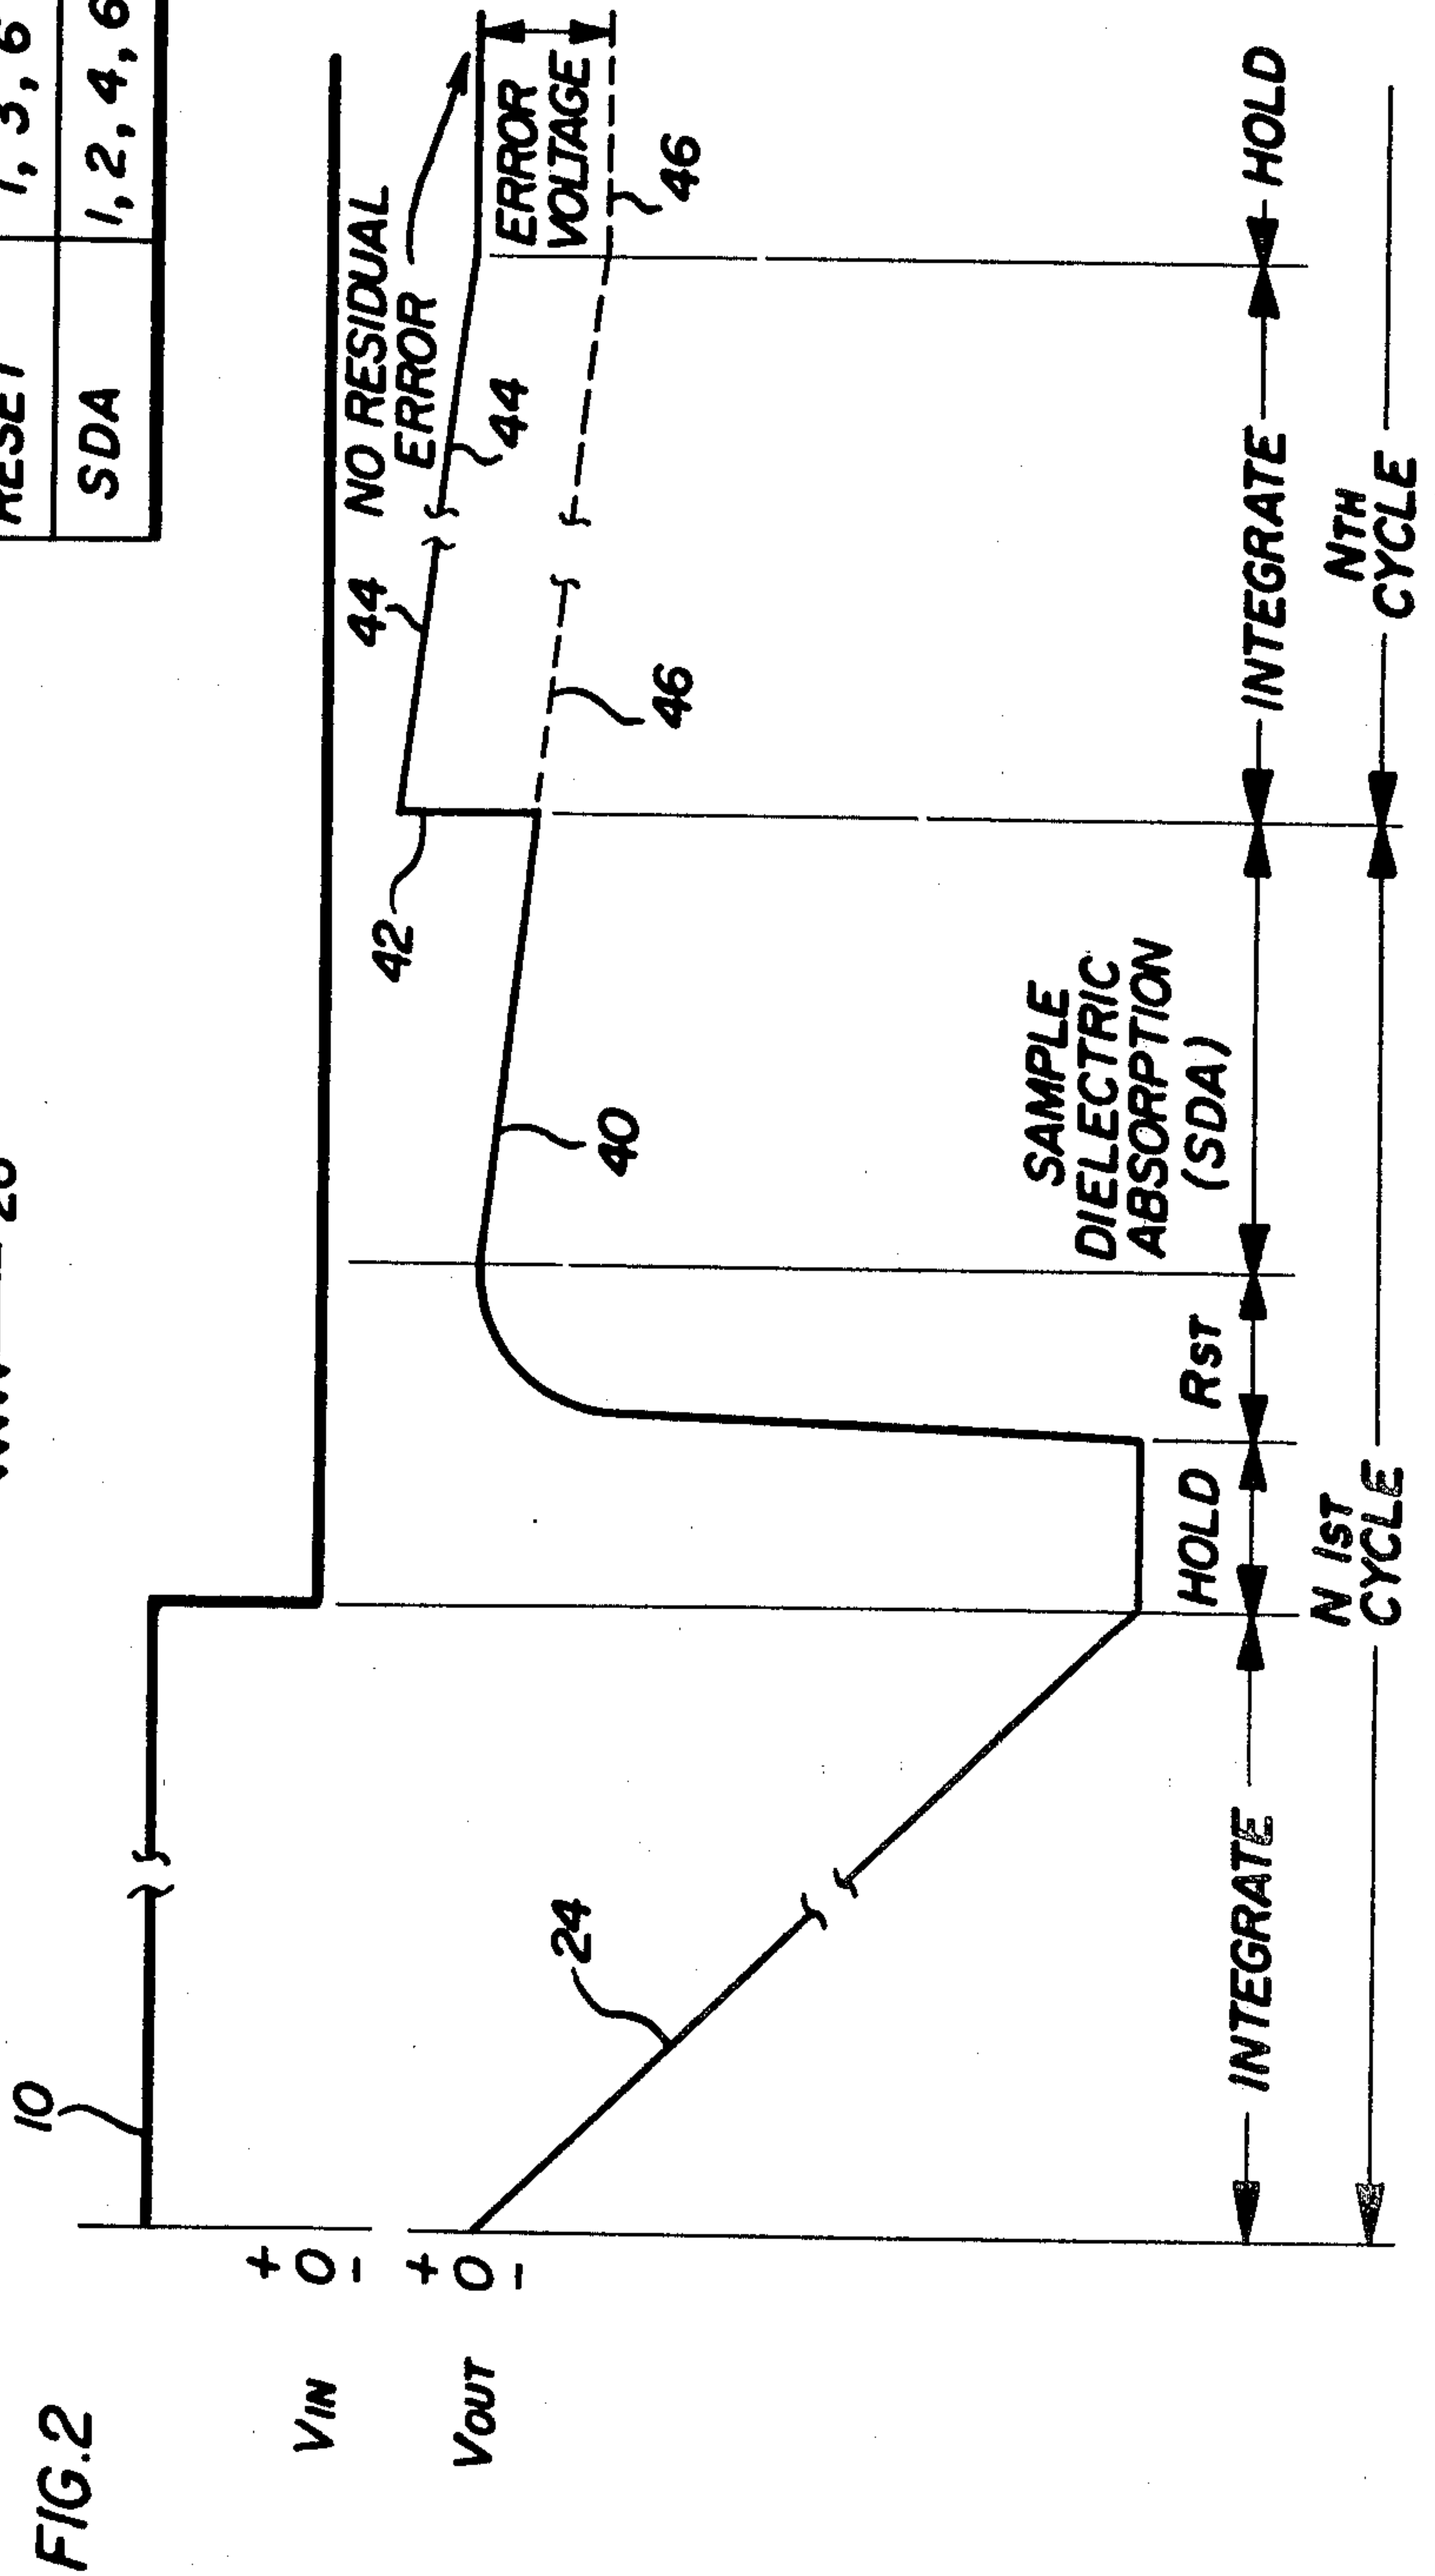 RESET 1, 3, 6
SDA 1, 2, 4, 6
FIG.2
10
VIN
+
0
-
VOUT
+
0
-
24
40
42
44
NO RESIDUAL
ERROR
44
46
ERROR
VOLTAGE
46
SAMPLE
DIELECTRIC
ABSORPTION
(SDA)
INTEGRATE
HOLD
RST
INTEGRATE
HOLD
N 1ST
CYCLE
NTH
CYCLE